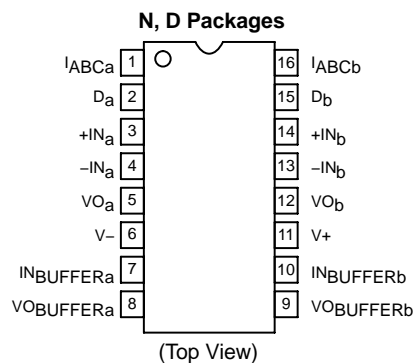 N, D Packages
IABCa 1 16 IABCb
Da 2 15 Db
+INa 3 14 +INb
−INa 4 13 −INb
VOa 5 12 VOb
V− 6 11 V+
INBUFFERa 7 10 INBUFFERb
VOBUFFERa 8 9 VOBUFFERb
(Top View)